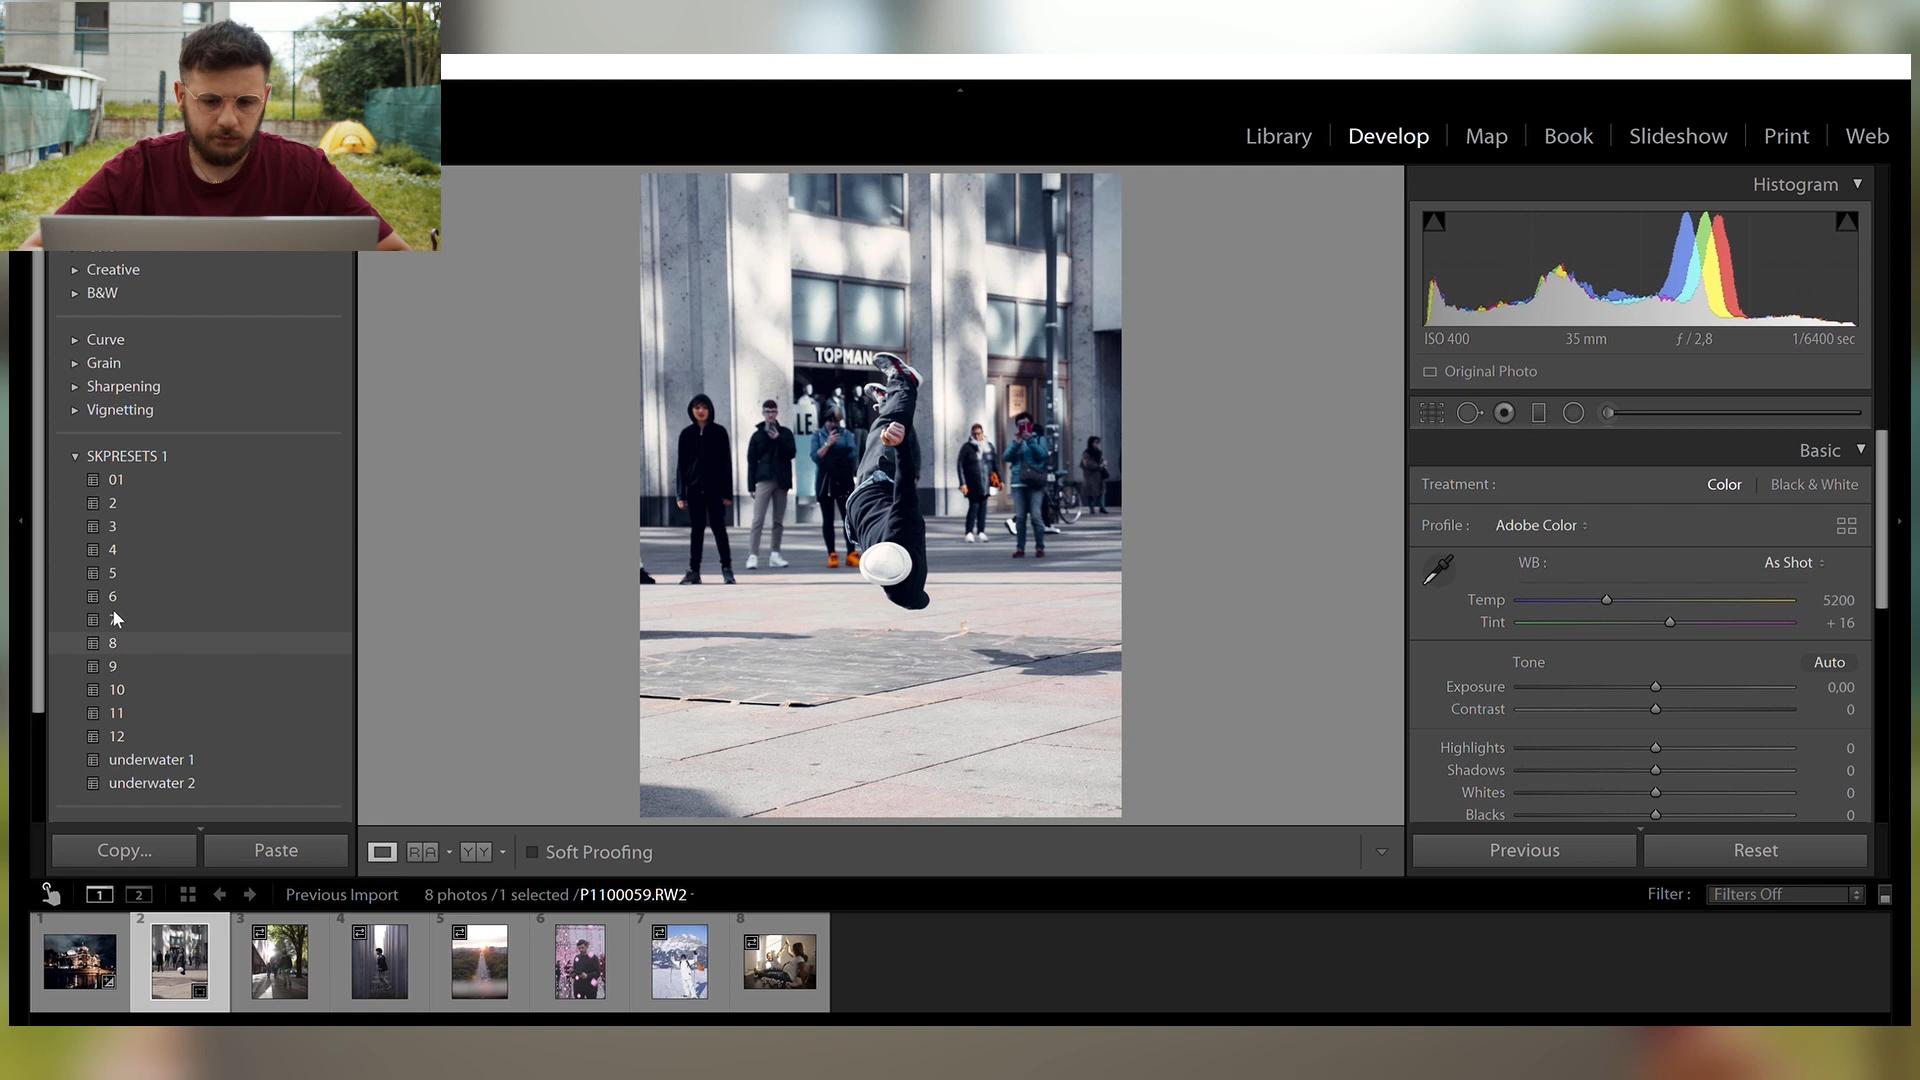 Library Develop Map Book Slideshow Print Web
Histogram
ISO 400 35 mm ƒ / 2,8 1/6400 sec
Original Photo
Basic
Treatment : Color Black & White
Profile : Adobe Color
WB : As Shot
Temp 5200
Tint + 16
Tone Auto
Exposure 0,00
Contrast 0
Highlights 0
Shadows 0
Whites 0
Blacks 0
Previous Reset
Creative
B&W
Curve
Grain
Sharpening
Vignetting
SKPRESETS 1
01
2
3
4
5
6
8
9
10
11
12
underwater 1
underwater 2
Copy... Paste
TOPMAN
LE
R A Y Y Soft Proofing
1 2 Previous Import 8 photos / 1 selected / P1100059.RW2
Filter : Filters Off
1 2 3 4 5 6 7 8